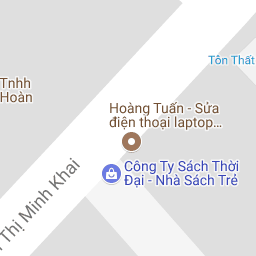 Tôn Thất
Tnhh
Hoàn
Hoàng Tuấn - Sửa
điện thoại laptop...
Công Ty Sách Thời
Đại - Nhà Sách Trẻ
Thị Minh Khai